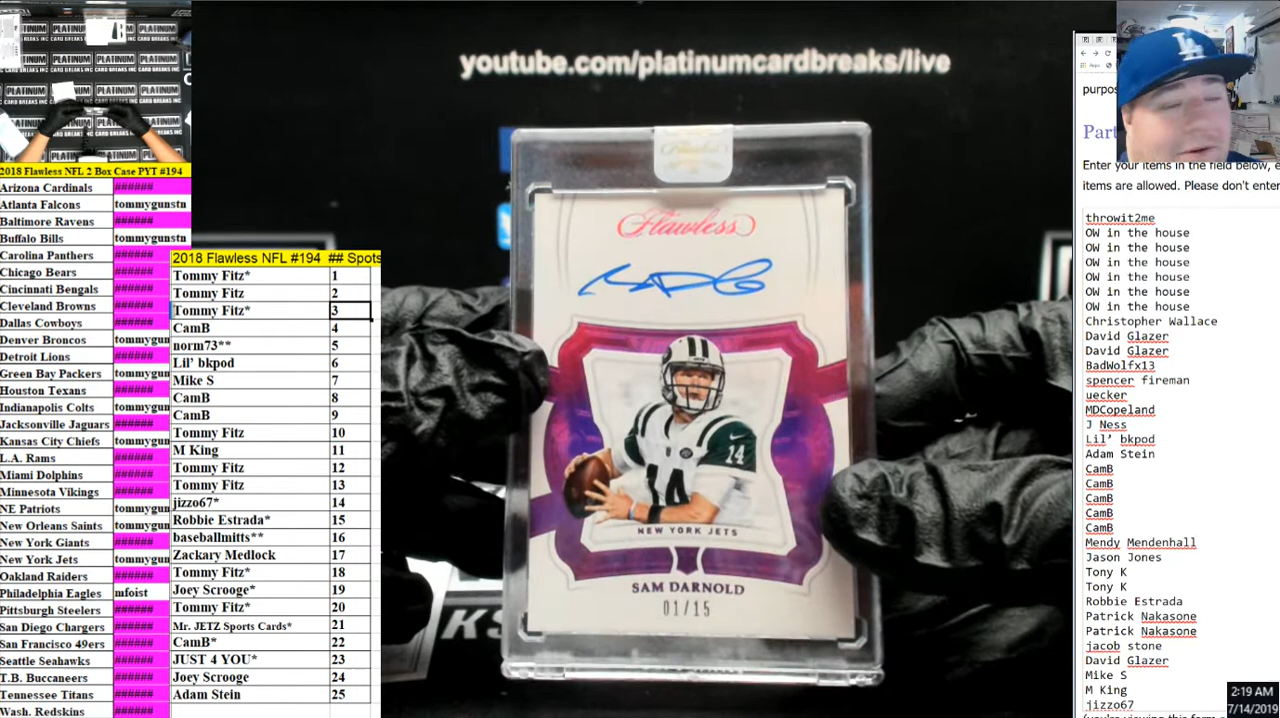 youtube.com/platinumcardbreaks/live
2018 Flawless NFL 2 Box Case PYT #194
Arizona Cardinals ######
Atlanta Falcons tommygunstn
Baltimore Ravens ######
Buffalo Bills tommygunstn
Carolina Panthers ######
Chicago Bears ######
Cincinnati Bengals ######
Cleveland Browns ######
Dallas Cowboys ######
Denver Broncos tommygun
Detroit Lions ######
Green Bay Packers tommygun
Houston Texans ######
Indianapolis Colts tommygun
Jacksonville Jaguars ######
Kansas City Chiefs tommygun
L.A. Rams ######
Miami Dolphins ######
Minnesota Vikings ######
NE Patriots tommygun
New Orleans Saints tommygun
New York Giants ######
New York Jets tommygun
Oakland Raiders ######
Philadelphia Eagles mfoist
Pittsburgh Steelers ######
San Diego Chargers ######
San Francisco 49ers ######
Seattle Seahawks ######
T.B. Buccaneers ######
Tennessee Titans ######
Wash. Redskins ######
2018 Flawless NFL #194 ## Spots
Tommy Fitz* 1
Tommy Fitz 2
Tommy Fitz* 3
CamB 4
norm73** 5
Lil’ bkpod 6
Mike S 7
CamB 8
CamB 9
Tommy Fitz 10
M King 11
Tommy Fitz 12
Tommy Fitz 13
jizzo67* 14
Robbie Estrada* 15
baseballmitts** 16
Zackary Medlock 17
Tommy Fitz* 18
Joey Scrooge* 19
Tommy Fitz* 20
Mr. JETZ Sports Cards* 21
CamB* 22
JUST 4 YOU* 23
Joey Scrooge 24
Adam Stein 25
Flawless
14
NEW YORK JETS
SAM DARNOLD
01/15
LA
purpos
Part
Enter your items in the field below, e
items are allowed. Please don't enter
throwit2me
OW in the house
OW in the house
OW in the house
OW in the house
OW in the house
OW in the house
Christopher Wallace
David Glazer
David Glazer
BadWolfx13
spencer fireman
uecker
MDCopeland
J Ness
Lil’ bkpod
Adam Stein
CamB
CamB
CamB
CamB
CamB
Mendy Mendenhall
Jason Jones
Tony K
Tony K
Robbie Estrada
Patrick Nakasone
Patrick Nakasone
jacob stone
David Glazer
Mike S
M King
jizzo67
2:19 AM
7/14/2019